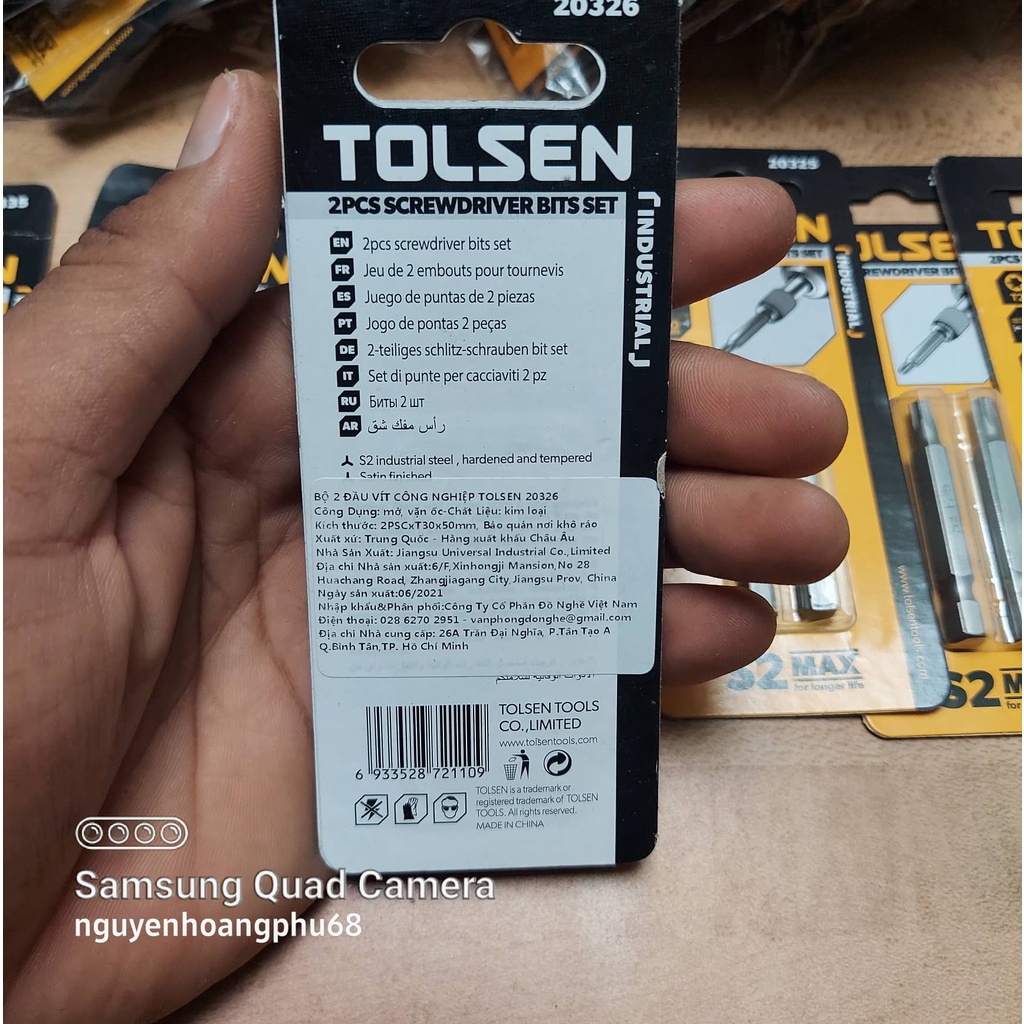 20326
TOLSEN
2PCS SCREWDRIVER BITS SET
INDUSTRIAL
EN 2pcs screwdriver bits set
FR Jeu de 2 embouts pour tournevis
ES Juego de puntas de 2 piezas
PT Jogo de pontas 2 peças
DE 2-teiliges schlitz-schrauben bit set
IT Set di punte per cacciaviti 2 pz
RU Биты 2 шт
AR رأس مفك شق
S2 industrial steel , hardened and tempered
Satin finished
BỘ 2 ĐẦU VÍT CÔNG NGHIỆP TOLSEN 20326
Công Dụng: mở, vặn ốc-Chất Liệu: kim loại
Kích thước: 2PSCxT30x50mm, Bảo quản nơi khô ráo
Xuất xứ: Trung Quốc - Hàng xuất khẩu Châu Âu
Nhà Sản Xuất: Jiangsu Universal Industrial Co.,Limited
Địa chỉ Nhà sản xuất:6/F,Xinhongji Mansion,No 28
Huachang Road, Zhangjiagang City,Jiangsu Prov, China
Ngày sản xuất:06/2021
Nhập khẩu&Phân phối:Công Ty Cổ Phần Đồ Nghề Việt Nam
Điện thoại: 028 6270 2951 - vanphongdonghe@gmail.com
Địa chỉ Nhà cung cấp: 26A Trần Đại Nghĩa, P.Tân Tạo A
Q.Bình Tân,TP. Hồ Chí Minh
TOLSEN TOOLS
CO.,LIMITED
www.tolsentools.com
6 933528 721109
TOLSEN is a trademark or
registered trademark of TOLSEN
TOOLS. All rights reserved.
MADE IN CHINA
20325
INDUSTRIAL
S2 MAX
for longer life
www.tolsentools.com
Samsung Quad Camera
nguyenhoangphu68